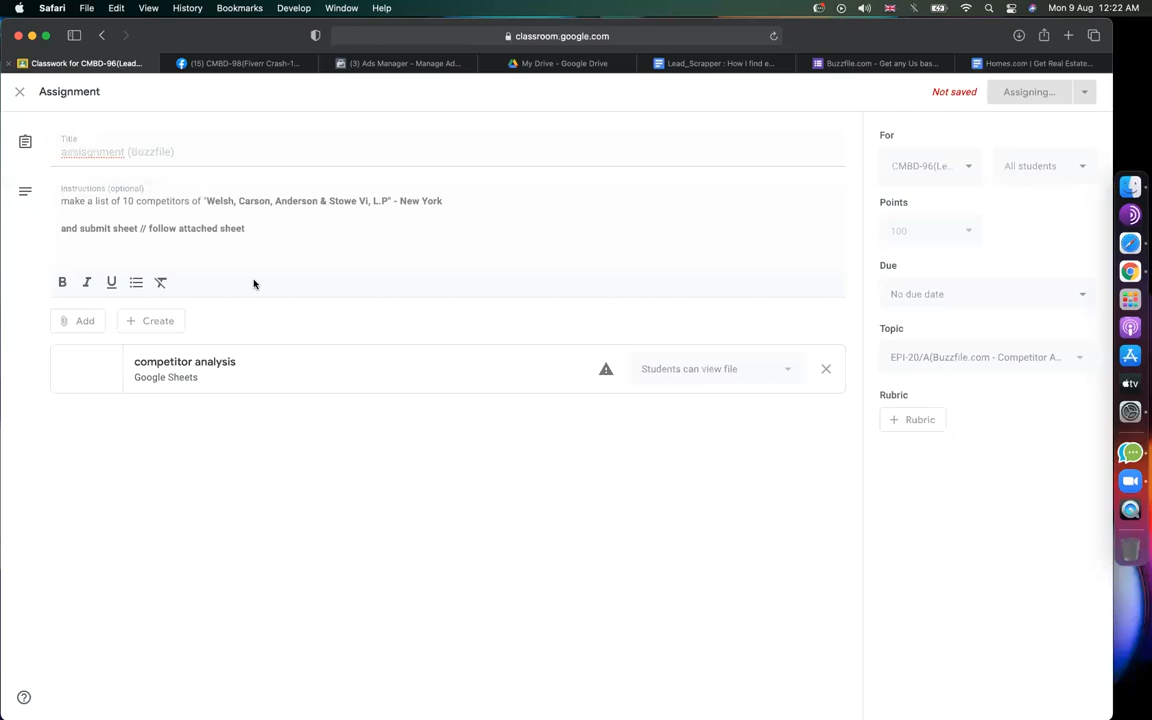 Safari File Edit View History Bookmarks Develop Window Help Mon 9 Aug 12:22 AM
classroom.google.com
Classwork for CMBD-96(Lead... (15) CMBD-98(Fiverr Crash-1... (3) Ads Manager - Manage Ad... My Drive - Google Drive Lead_Scrapper : How I find e... Buzzfile.com - Get any Us bas... Homes.com | Get Real Estate...
Assignment Not saved Assigning...
Title
assisgnment (Buzzfile)
Instructions (optional)
make a list of 10 competitors of "Welsh, Carson, Anderson & Stowe Vi, L.P" - New York
and submit sheet // follow attached sheet
B I U
Add Create
competitor analysis
Google Sheets
Students can view file
For
CMBD-96(Le... All students
Points
100
Due
No due date
Topic
EPI-20/A(Buzzfile.com - Competitor A...
Rubric
Rubric
tv